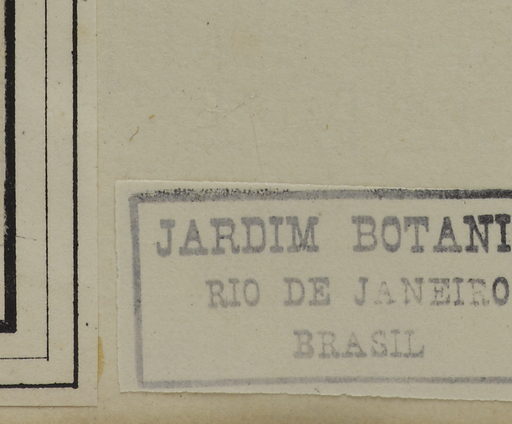 JARDIM BOTANI
RIO DE JANEIRO
BRASIL